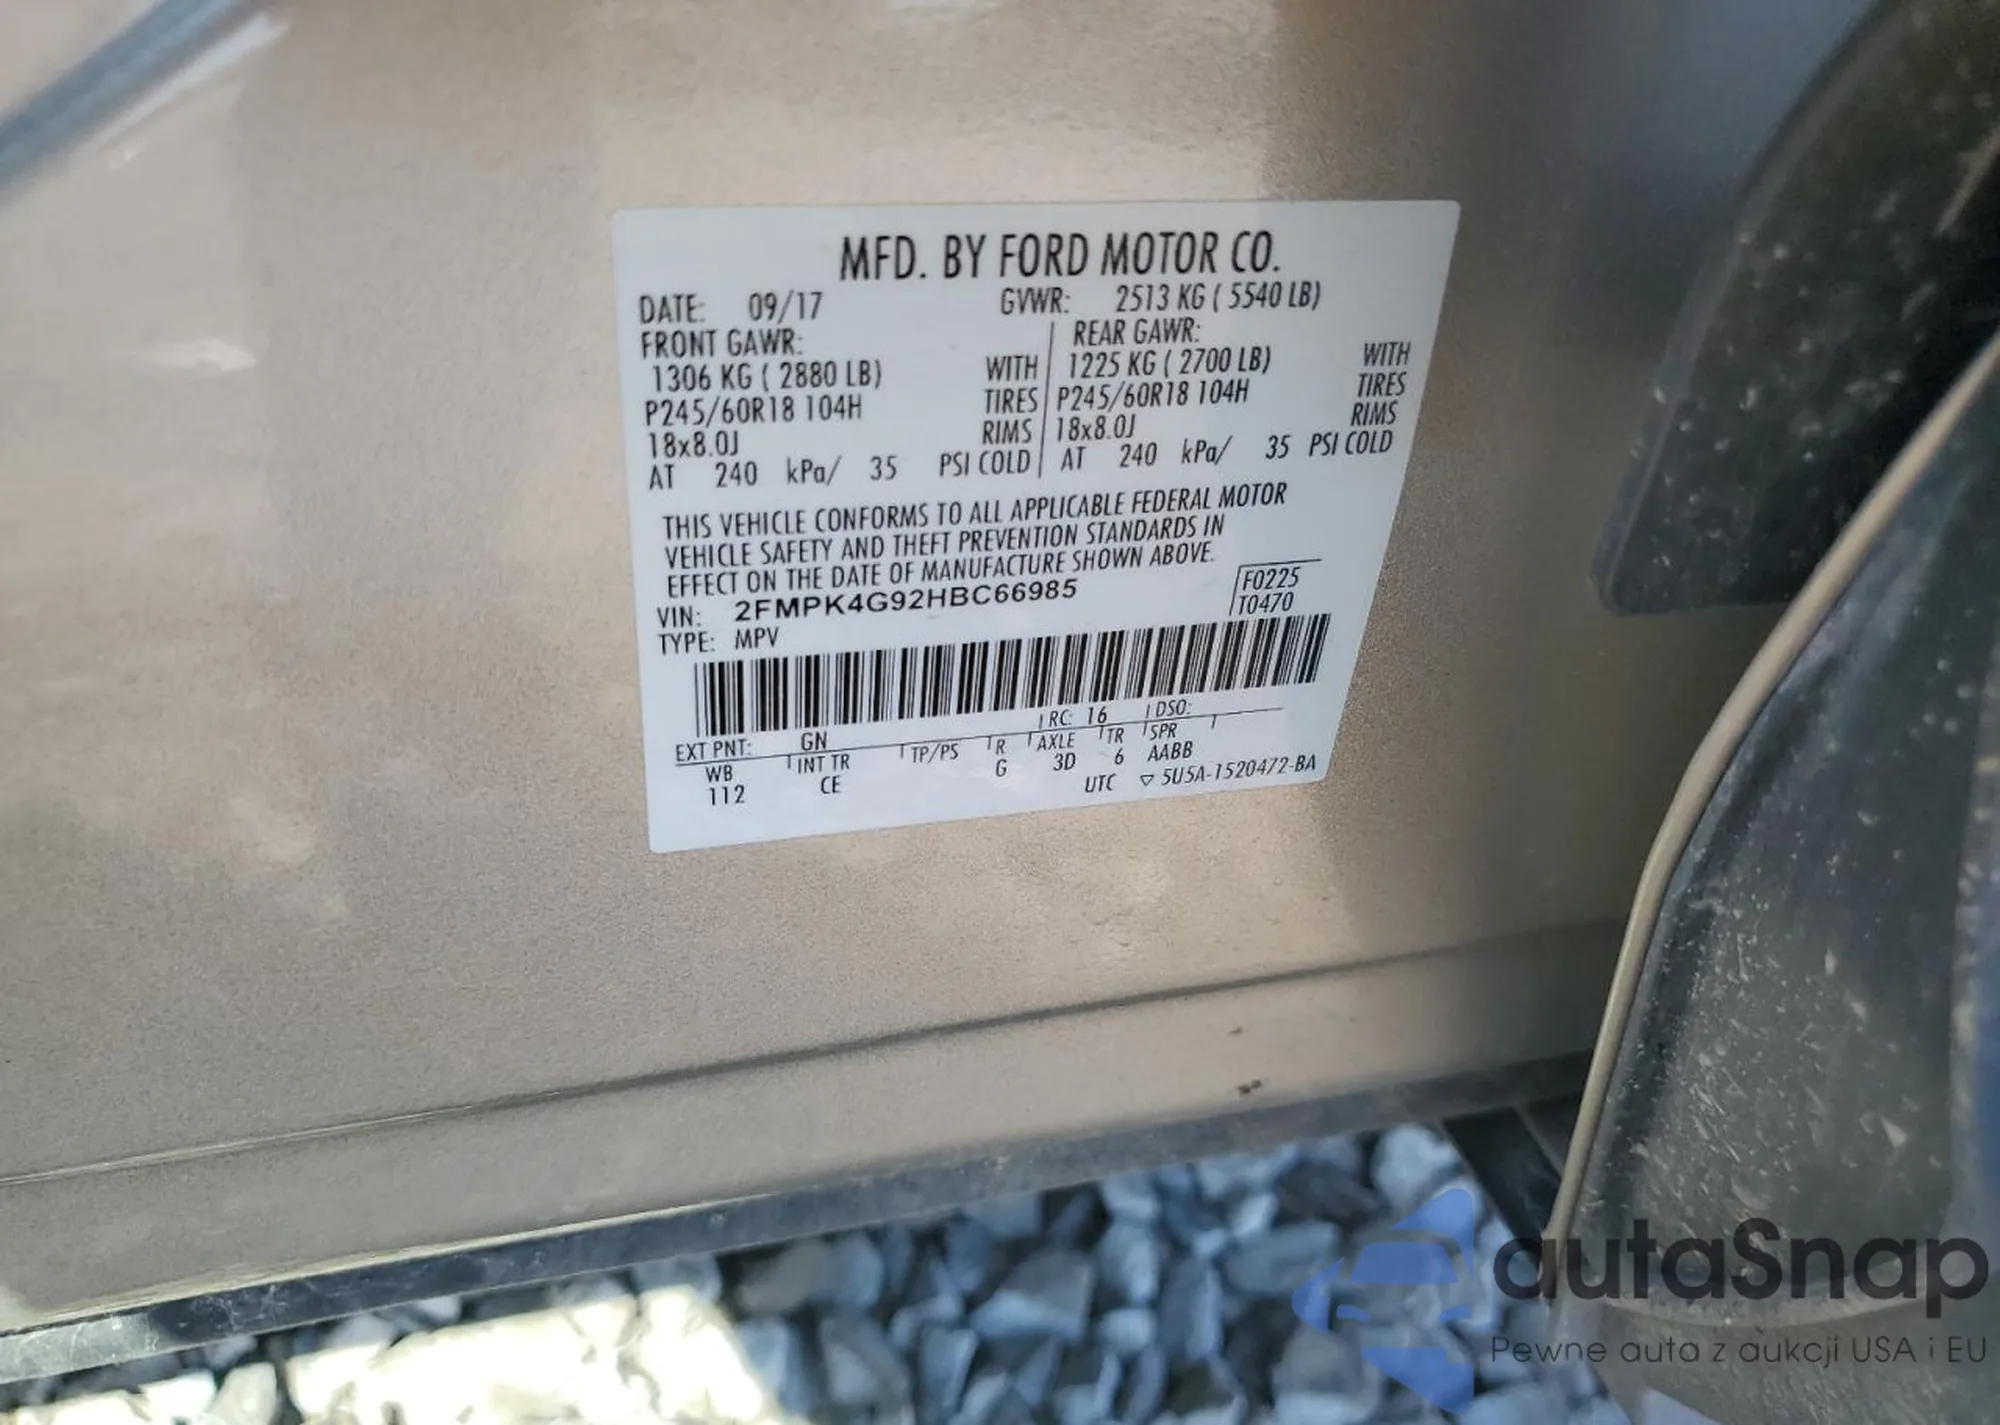 MFD. BY FORD MOTOR CO.
DATE: 09/17 GVWR: 2513 KG ( 5540 LB)
FRONT GAWR: REAR GAWR:
1306 KG ( 2880 LB) WITH 1225 KG ( 2700 LB) WITH
P245/60R18 104H TIRES P245/60R18 104H TIRES
18x8.0J RIMS 18x8.0J RIMS
AT 240 kPa/ 35 PSI COLD AT 240 kPa/ 35 PSI COLD
THIS VEHICLE CONFORMS TO ALL APPLICABLE FEDERAL MOTOR
VEHICLE SAFETY AND THEFT PREVENTION STANDARDS IN
EFFECT ON THE DATE OF MANUFACTURE SHOWN ABOVE.
VIN: 2FMPK4G92HBC66985 F0225
TYPE: MPV T0470
EXT PNT: GN RC: 16 DSO:
WB INT TR TP/PS R AXLE TR SPR
112 CE G 3D 6 AABB
UTC ▽ 5U5A-1520472-BA
autaSnap
Pewne auta z aukcji USA i EU